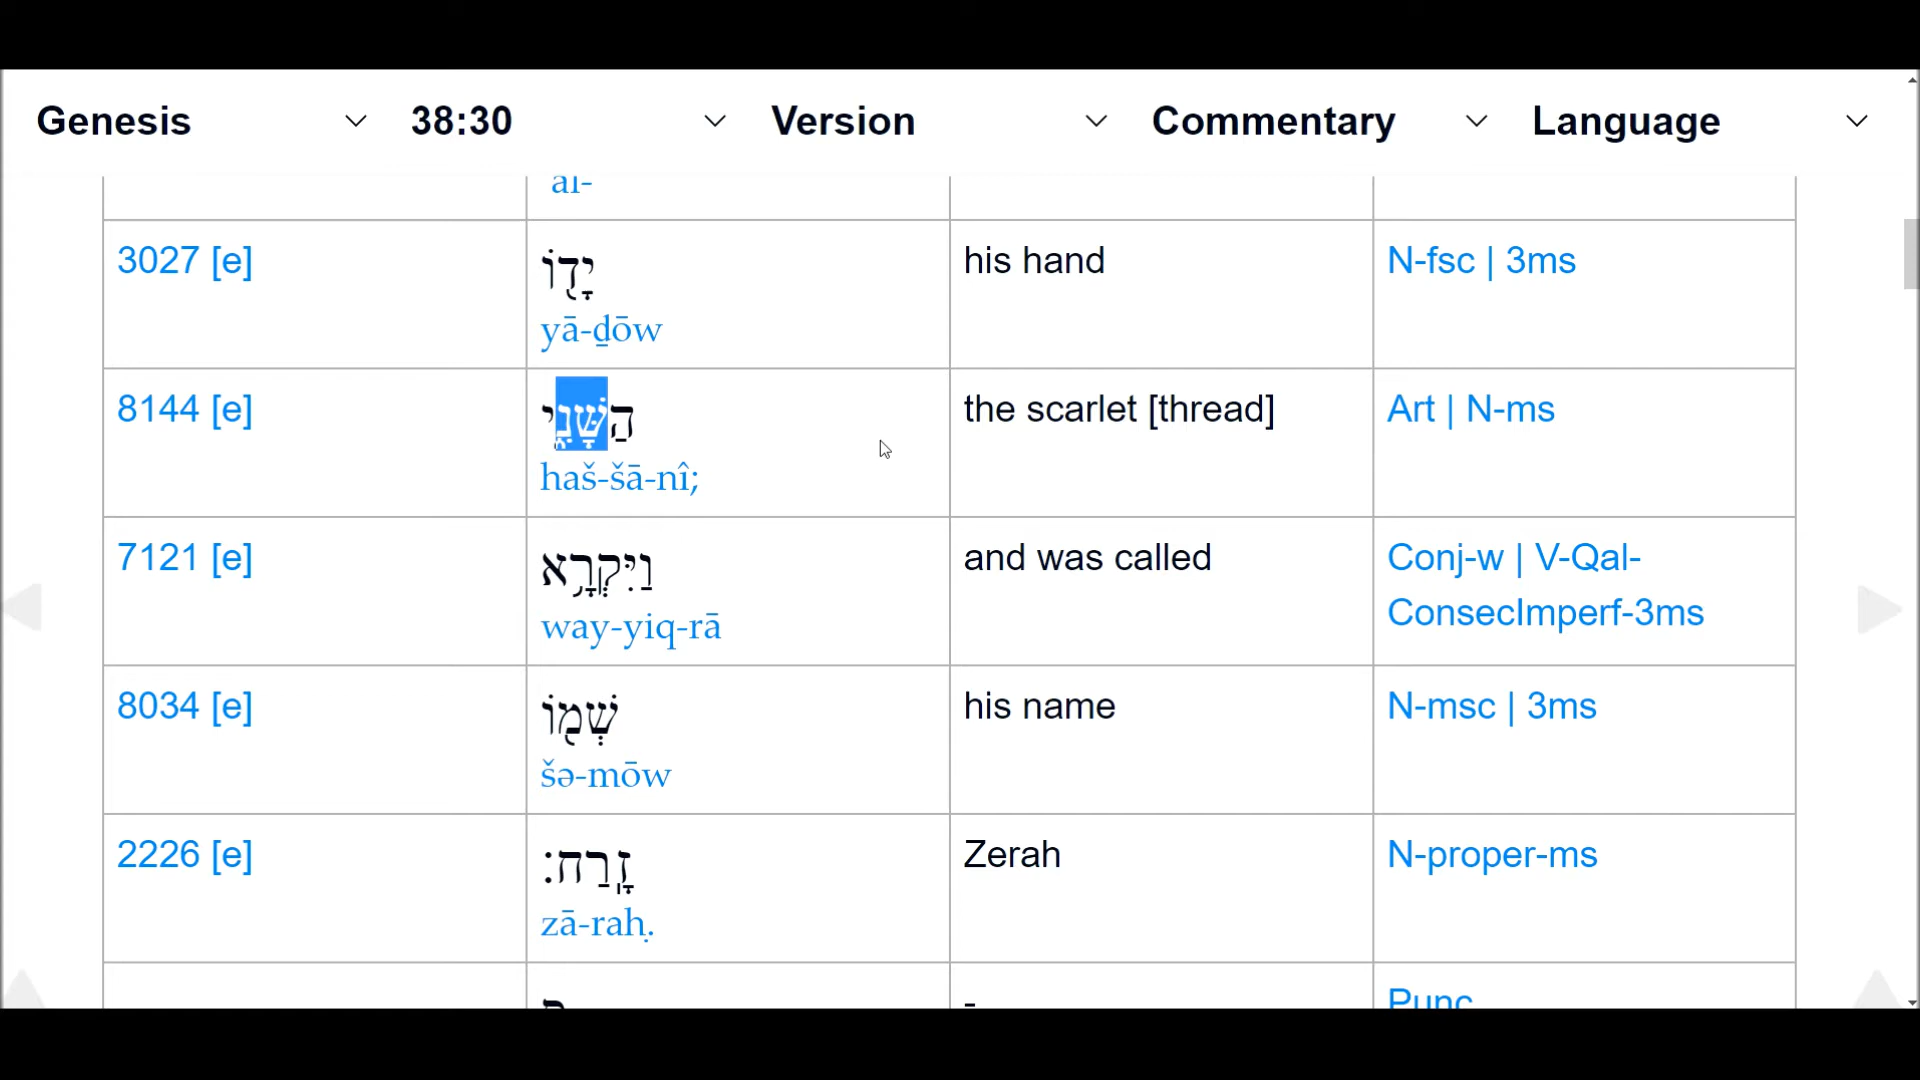 Genesis 38:30 Version Commentary Language
al-
3027 [e]
יָד֖וֹ
yā-ḏōw
his hand
N-fsc | 3ms
8144 [e]
הַשָּׁנִ֑י
haš-šā-nî;
the scarlet [thread]
Art | N-ms
7121 [e]
וַיִּקְרָ֥א
way-yiq-rā
and was called
Conj-w | V-Qal-
ConsecImperf-3ms
8034 [e]
שְׁמ֖וֹ
šə-mōw
his name
N-msc | 3ms
2226 [e]
זָֽרַח׃
zā-raḥ.
Zerah
N-proper-ms
-
Punc